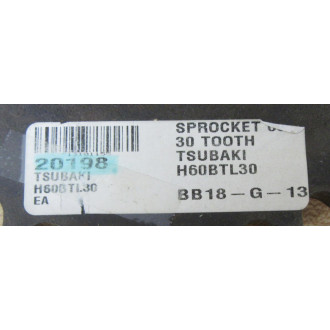 20198
TSUBAKI
H60BTL30
EA
SPROCKET
30 TOOTH
TSUBAKI
H60BTL30
BB18-G-13